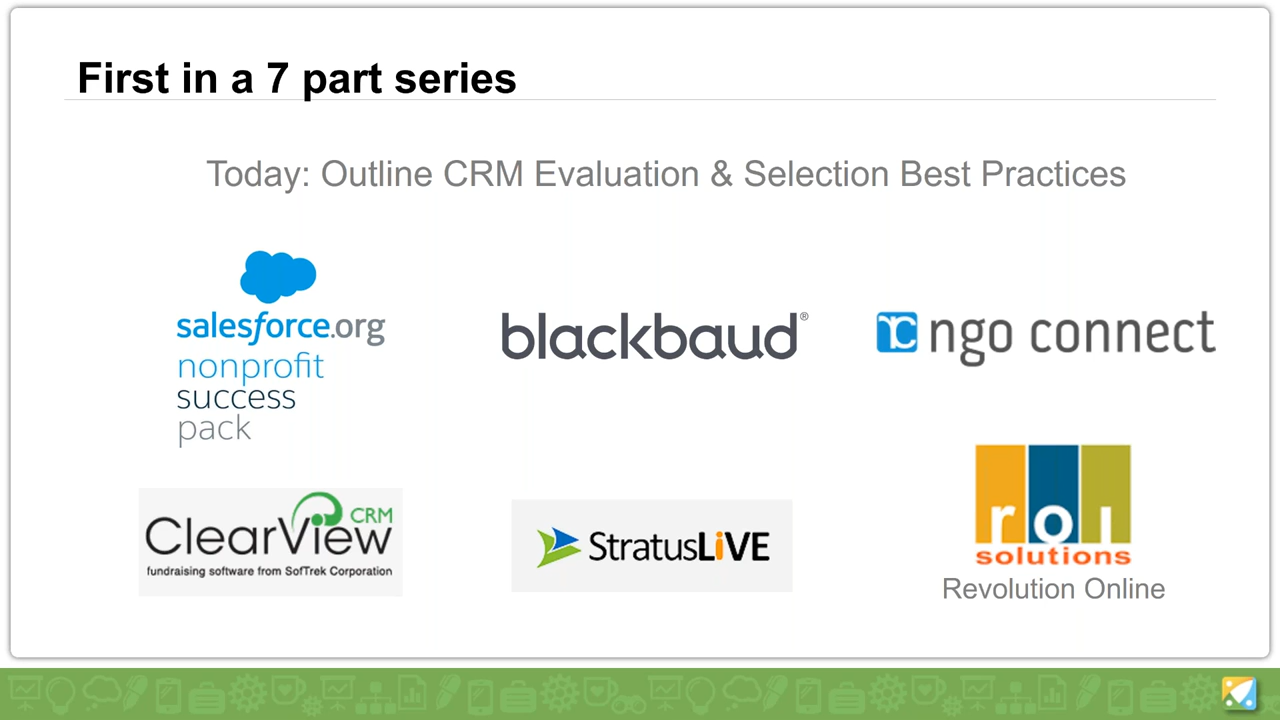 First in a 7 part series
Today: Outline CRM Evaluation & Selection Best Practices
salesforce.org
nonprofit
success
pack
blackbaud®
rc ngo connect
ClearView CRM
fundraising software from SofTrek Corporation
StratusLiVE
roi
solutions
Revolution Online